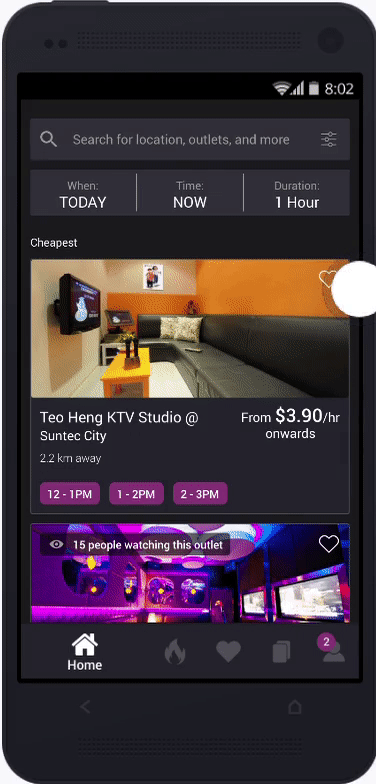 8:02
Search for location, outlets, and more
When:
TODAY
Time:
NOW
Duration:
1 Hour
Cheapest
Teo Heng KTV Studio @
Suntec City
From $3.90/hr
onwards
2.2 km away
12 - 1PM
1 - 2PM
2 - 3PM
15 people watching this outlet
Home
2